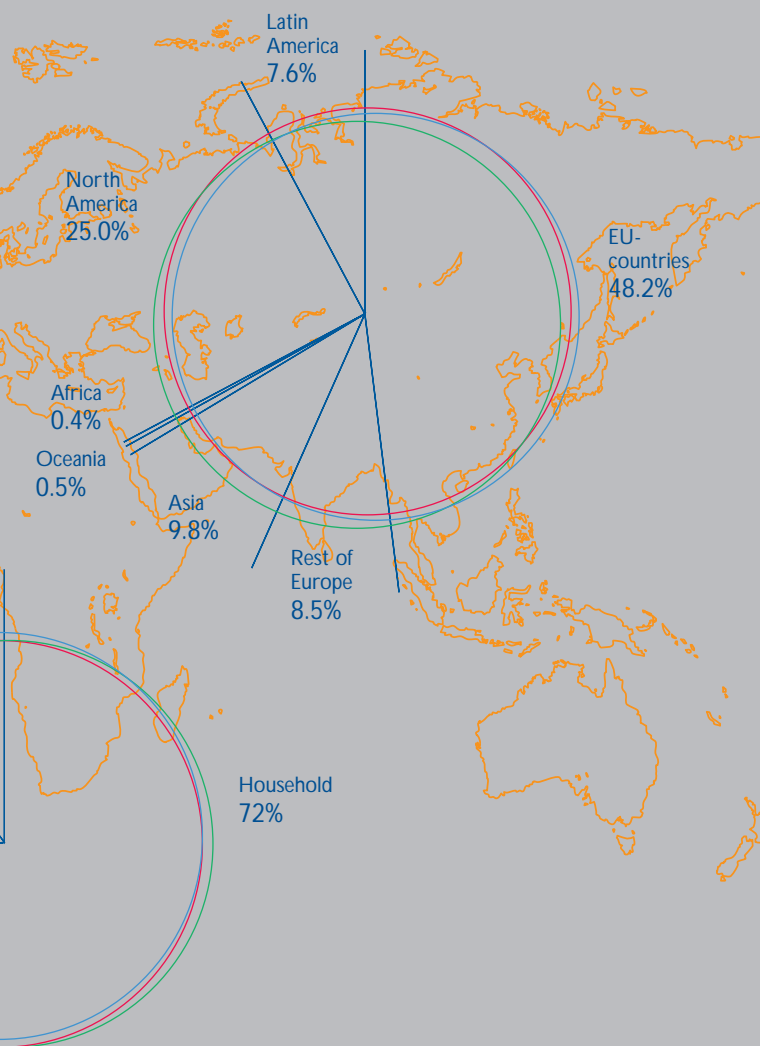 Latin
America
7.6%
North
America
25.0%
EU-
countries
48.2%
Africa
0.4%
Oceania
0.5%
Asia
9.8%
Rest of
Europe
8.5%
Household
72%